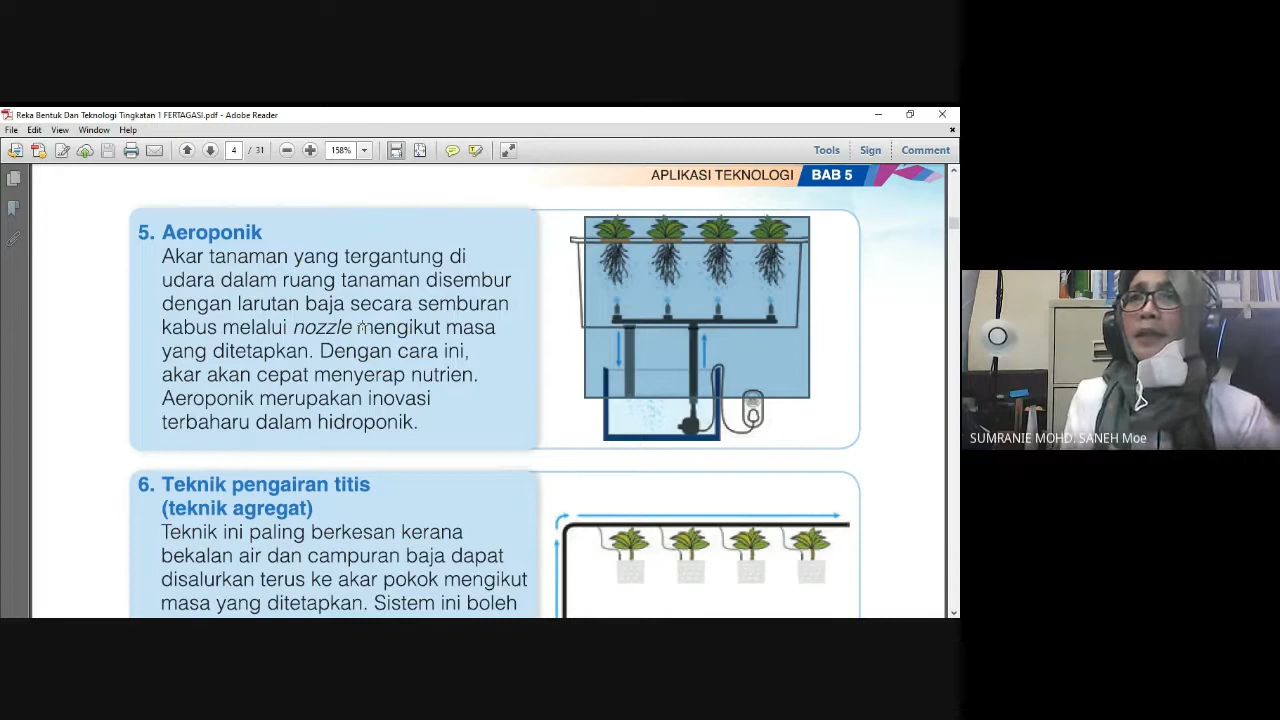 Reka Bentuk Dan Teknologi Tingkatan 1 FERTAGASI.pdf - Adobe Reader
File Edit View Window Help
4 / 31 158% Tools Sign Comment
APLIKASI TEKNOLOGI BAB 5
5. Aeroponik
Akar tanaman yang tergantung di
udara dalam ruang tanaman disembur
dengan larutan baja secara semburan
kabus melalui nozzle mengikut masa
yang ditetapkan. Dengan cara ini,
akar akan cepat menyerap nutrien.
Aeroponik merupakan inovasi
terbaharu dalam hidroponik.
6. Teknik pengairan titis
(teknik agregat)
Teknik ini paling berkesan kerana
bekalan air dan campuran baja dapat
disalurkan terus ke akar pokok mengikut
masa yang ditetapkan. Sistem ini boleh
SUMRANIE MOHD. SANEH Moe